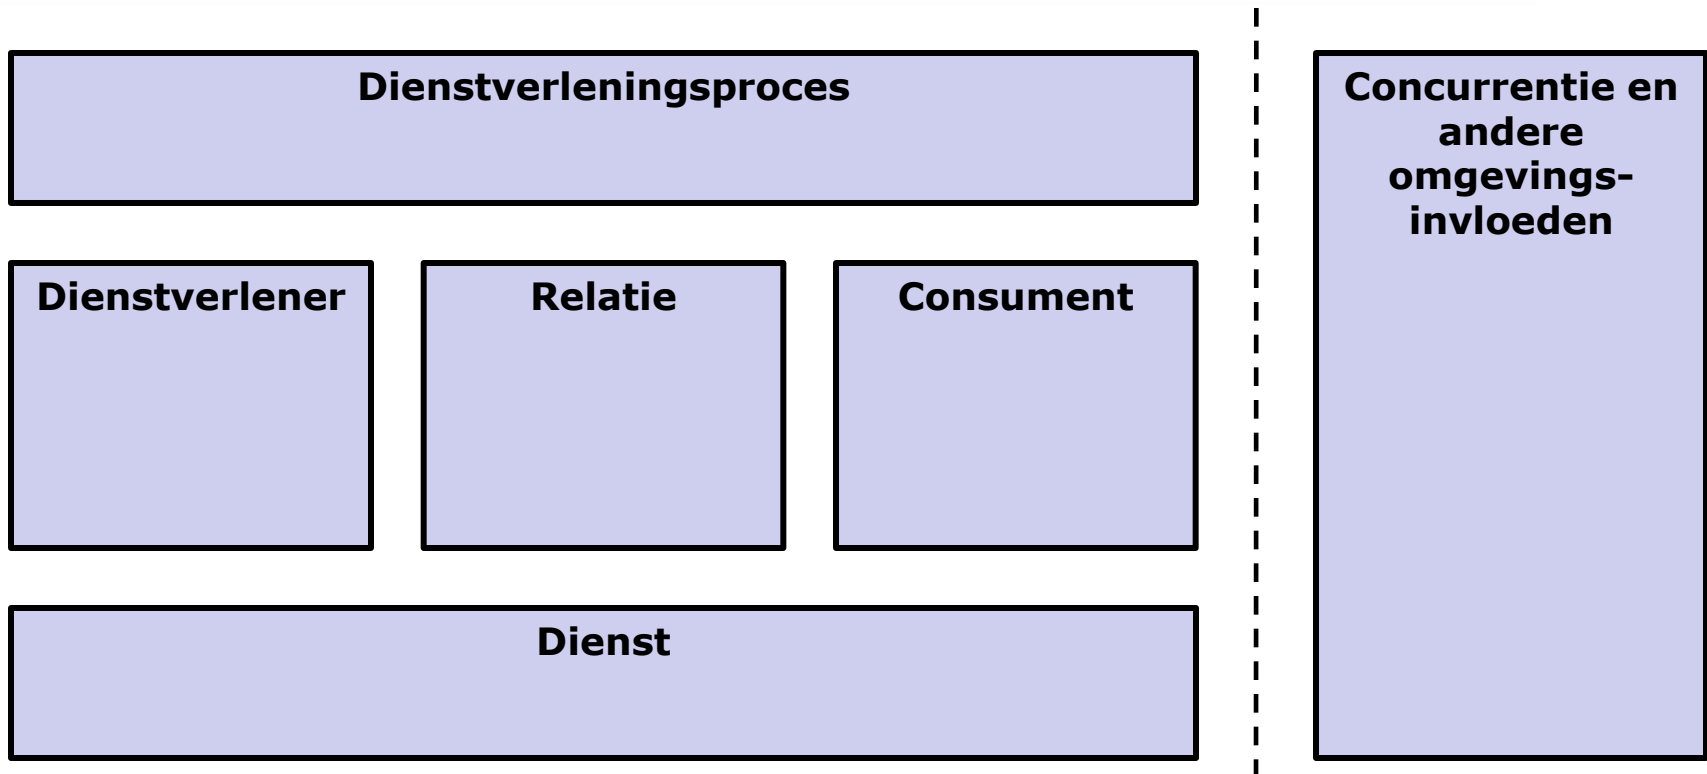 Dienstverleningsproces
Concurrentie en
andere
omgevings-
invloeden
Dienstverlener
Relatie
Consument
Dienst